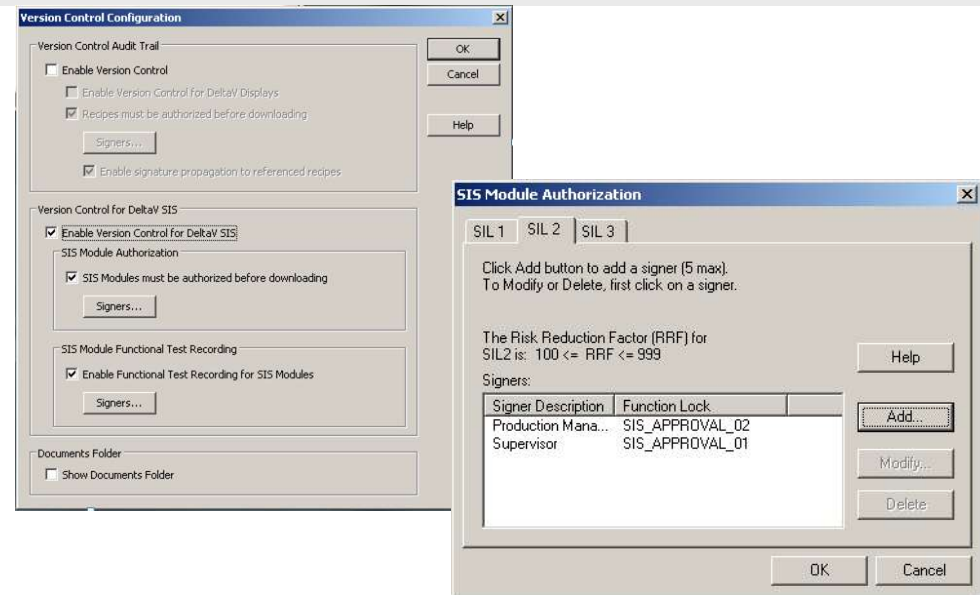 Version Control Configuration
Version Control Audit Trail
Enable Version Control
Enable Version Control for DeltaV Displays
Recipes must be authorized before downloading
Signers...
Enable signature propagation to referenced recipes
OK
Cancel
Help
Version Control for DeltaV SIS
Enable Version Control for DeltaV SIS
SIS Module Authorization
SIS Modules must be authorized before downloading
Signers...
SIS Module Functional Test Recording
Enable Functional Test Recording for SIS Modules
Signers...
Documents Folder
Show Documents Folder
SIS Module Authorization
SIL 1 SIL 2 SIL 3
Click Add button to add a signer (5 max).
To Modify or Delete, first click on a signer.
The Risk Reduction Factor (RRF) for
SIL2 is: 100 <= RRF <= 999
Signers:
Signer Description Function Lock
Production Mana... SIS_APPROVAL_02
Supervisor SIS_APPROVAL_01
Help
Add...
Modify...
Delete
OK Cancel